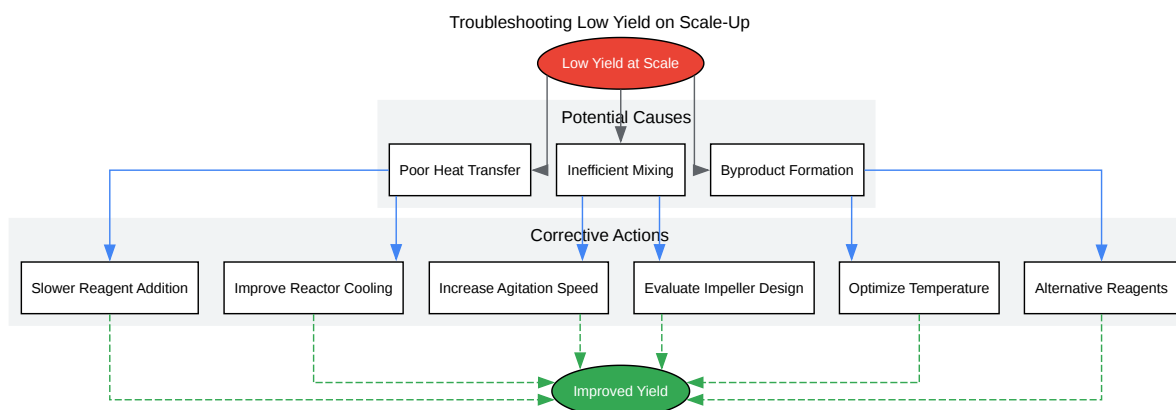 Troubleshooting Low Yield on Scale-Up
Low Yield at Scale
Potential Causes
Poor Heat Transfer
Inefficient Mixing
Byproduct Formation
Corrective Actions
Slower Reagent Addition
Improve Reactor Cooling
Increase Agitation Speed
Evaluate Impeller Design
Optimize Temperature
Alternative Reagents
Improved Yield